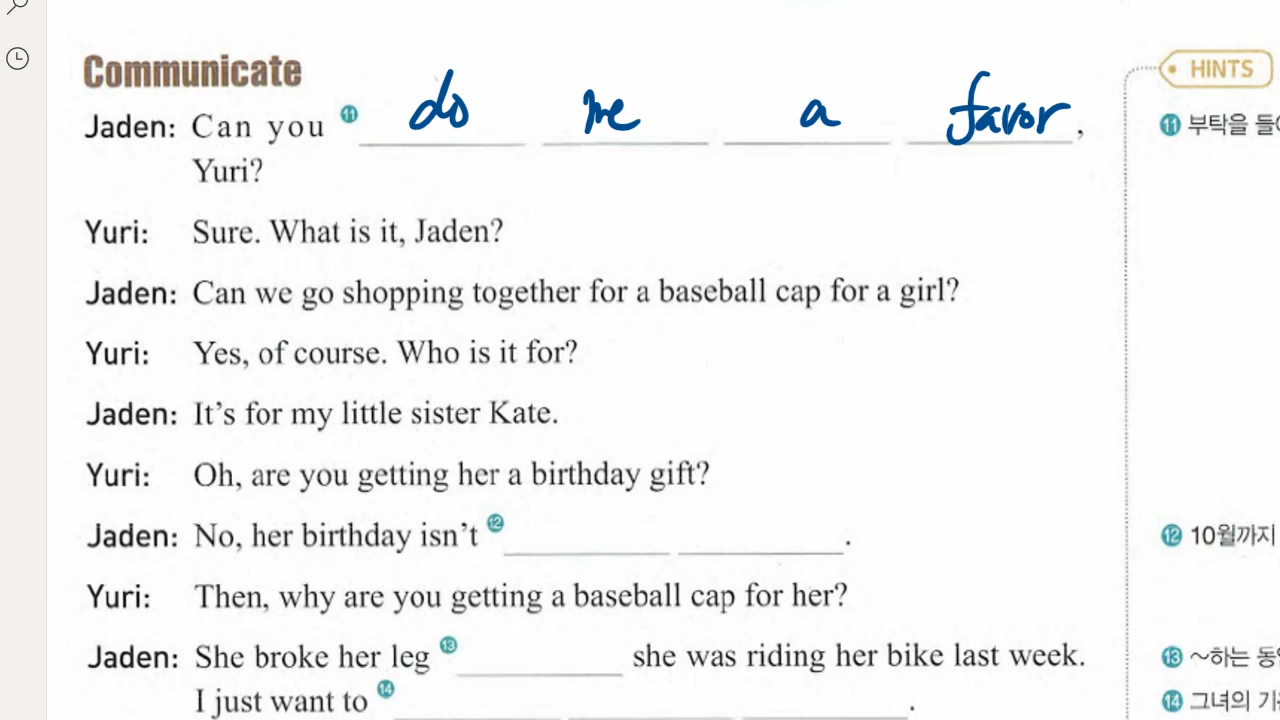 Communicate
HINTS
Jaden: Can you ⑪ do me a favor,
⑪ 부탁을
Yuri?
Yuri: Sure. What is it, Jaden?
Jaden: Can we go shopping together for a baseball cap for a girl?
Yuri: Yes, of course. Who is it for?
Jaden: It's for my little sister Kate.
Yuri: Oh, are you getting her a birthday gift?
Jaden: No, her birthday isn't ⑫ .
⑫ 10월까지
Yuri: Then, why are you getting a baseball cap for her?
Jaden: She broke her leg ⑬ she was riding her bike last week.
⑬ ~하는
I just want to ⑭ .
⑭ 그녀의